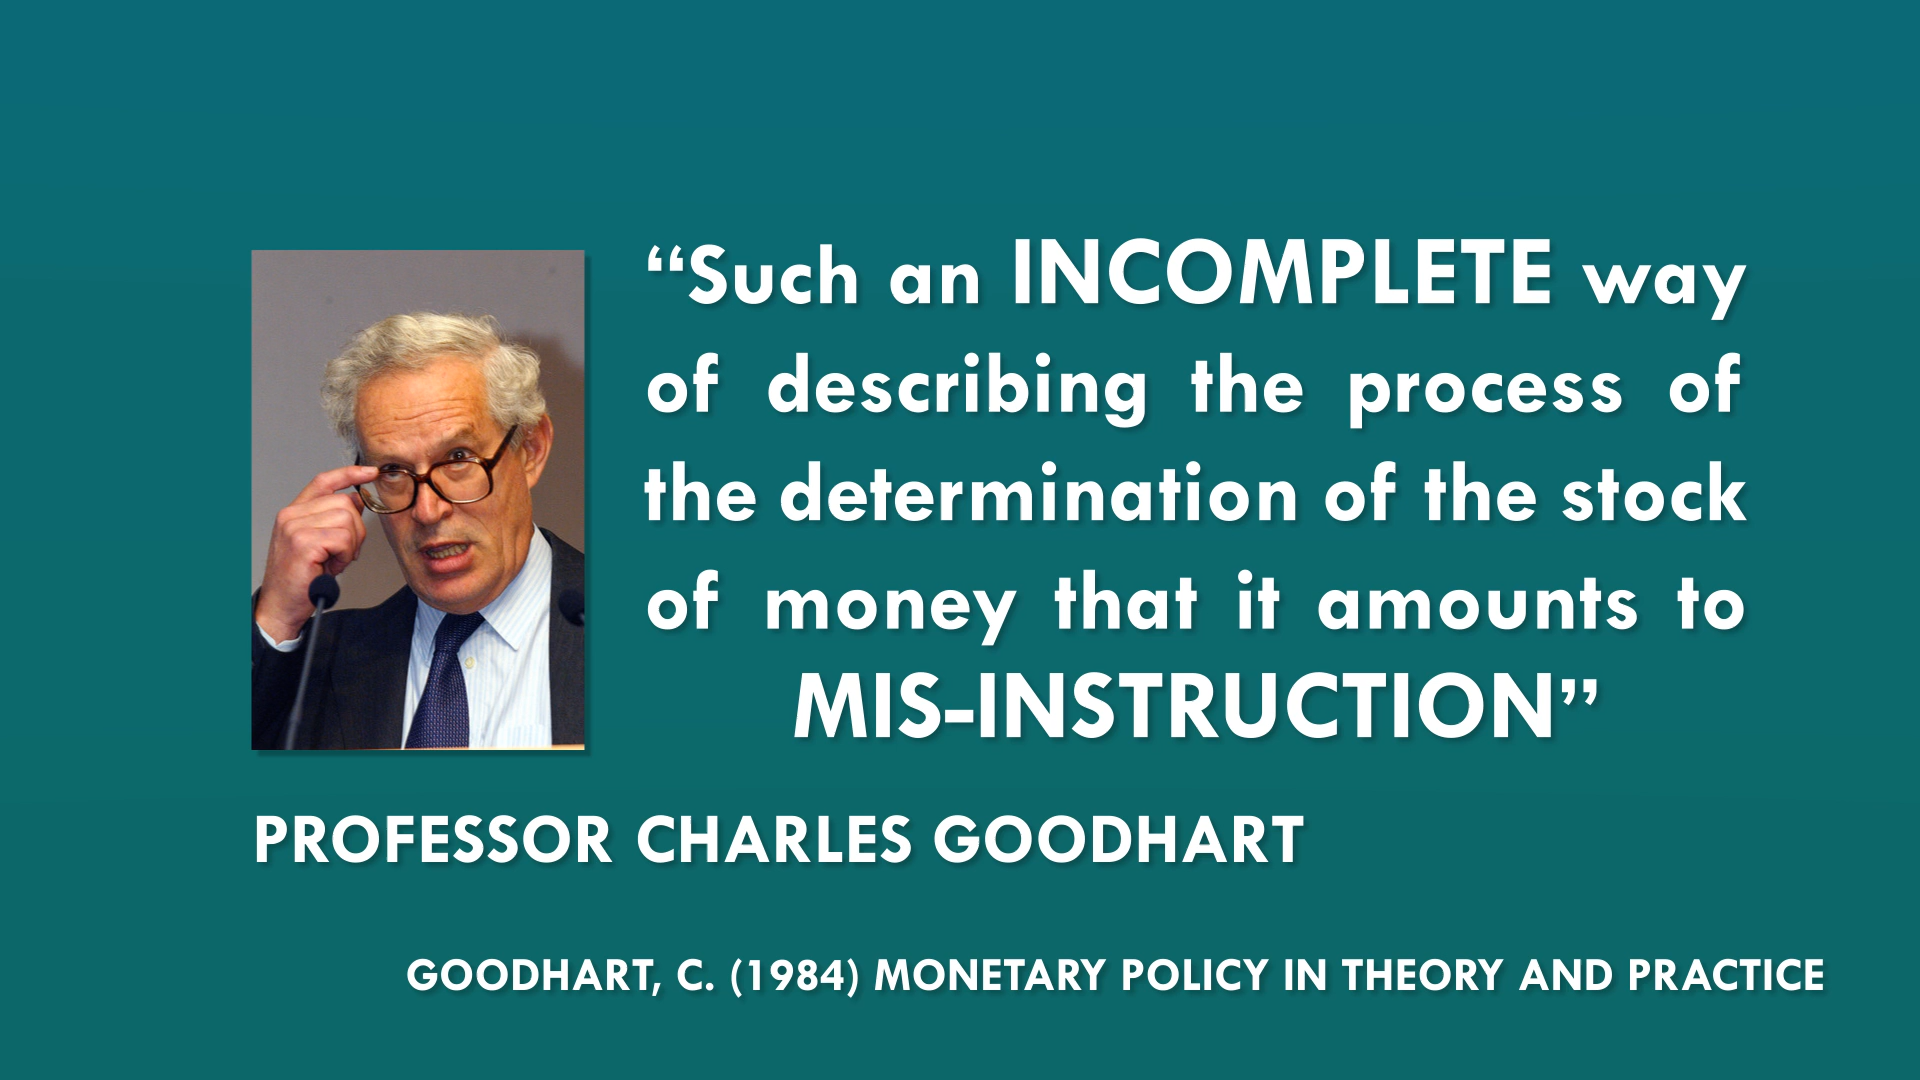 “Such an INCOMPLETE way
of describing the process of
the determination of the stock
of money that it amounts to
MIS-INSTRUCTION”
PROFESSOR CHARLES GOODHART
GOODHART, C. (1984) MONETARY POLICY IN THEORY AND PRACTICE